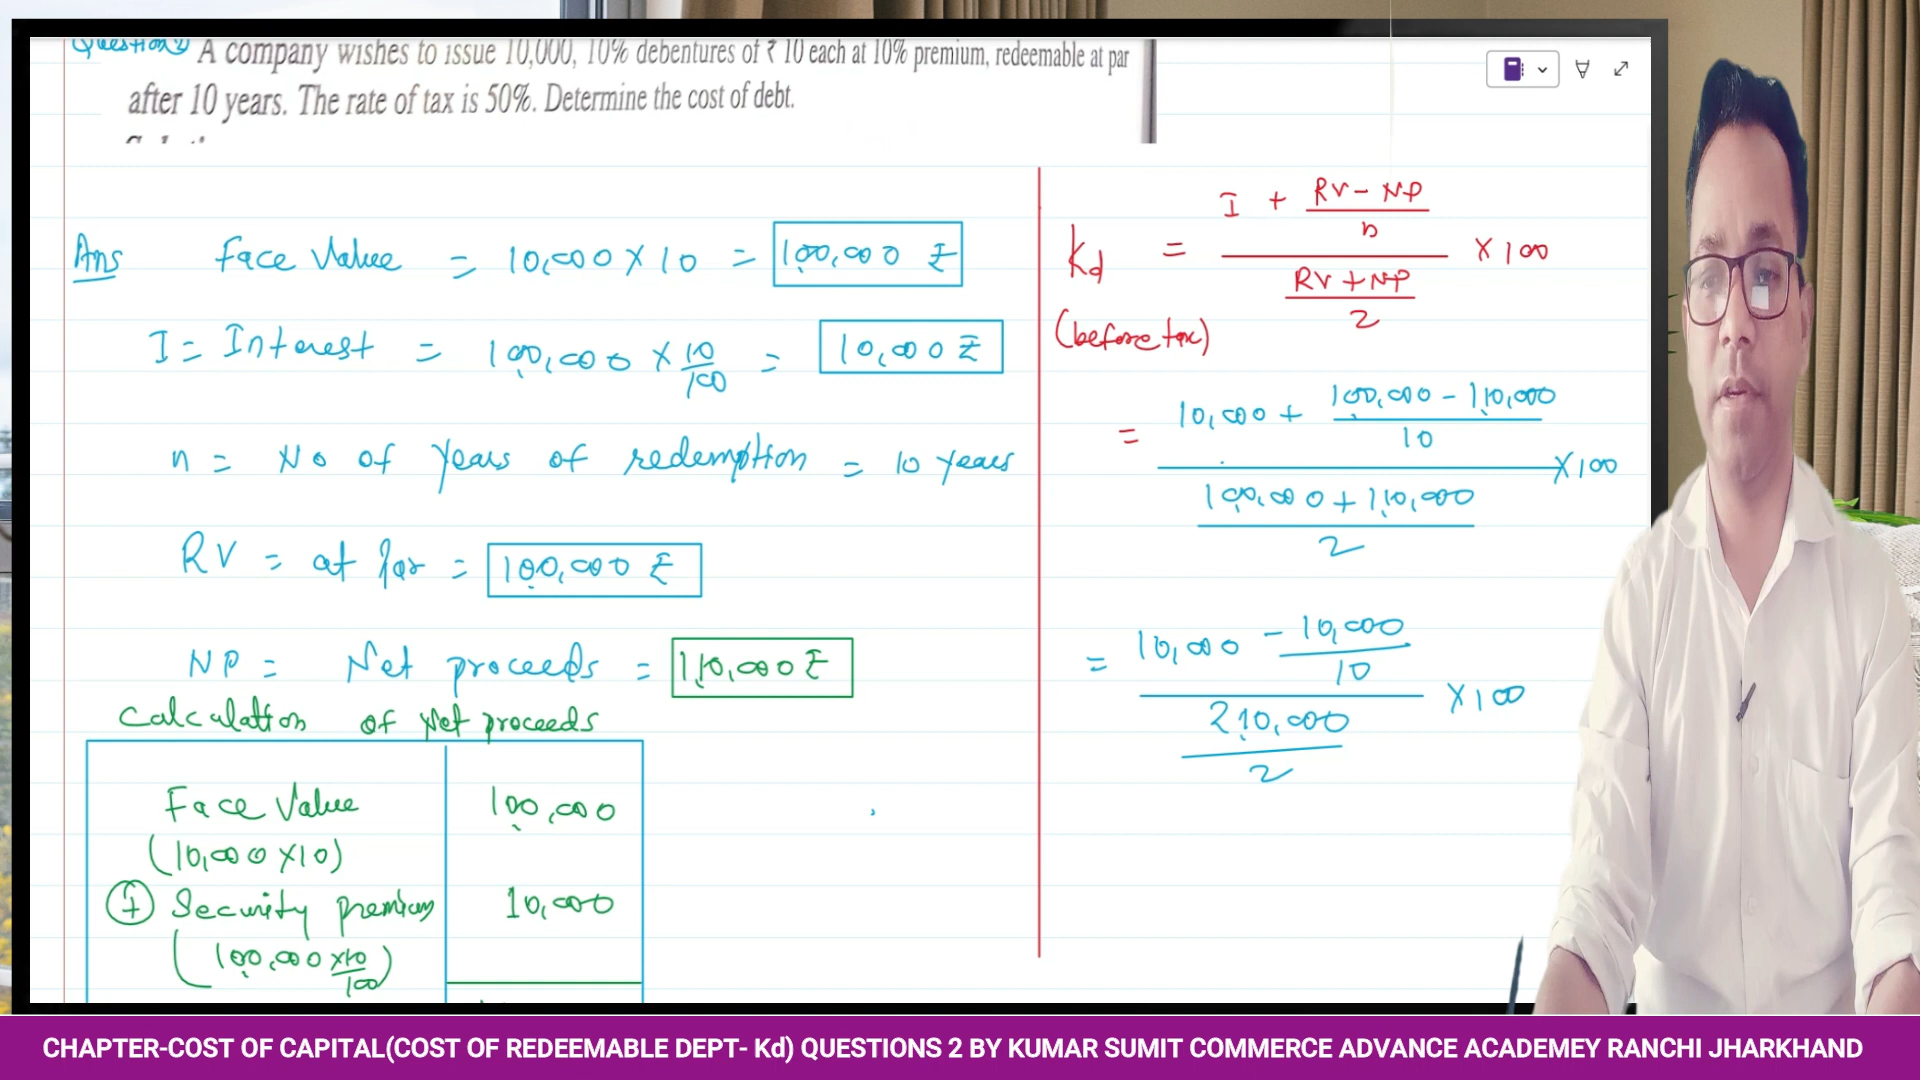 Question 2 A company wishes to issue 10,000, 10% debentures of ₹ 10 each at 10% premium, redeemable at par
after 10 years. The rate of tax is 50%. Determine the cost of debt.
Ans Face Value = 10,000 × 10 = 100,000 ₹
I = Interest = 100,000 × 10/100 = 10,000 ₹
n = No of years of redemption = 10 years
RV = at par = 100,000 ₹
NP = Net proceeds = 110,000 ₹
Calculation of Net proceeds
Face Value 100,000
(10,000 × 10)
+ Security premium 10,000
(100,000 × 10/100)
I + RV - NP
n
Kd = × 100
RV + NP
2
(before tax)
10,000 + 100,000 - 110,000
10
= × 100
100,000 + 110,000
2
10,000 - 10,000
10
= × 100
210,000
2
CHAPTER-COST OF CAPITAL(COST OF REDEEMABLE DEPT- Kd) QUESTIONS 2 BY KUMAR SUMIT COMMERCE ADVANCE ACADEMEY RANCHI JHARKHAND